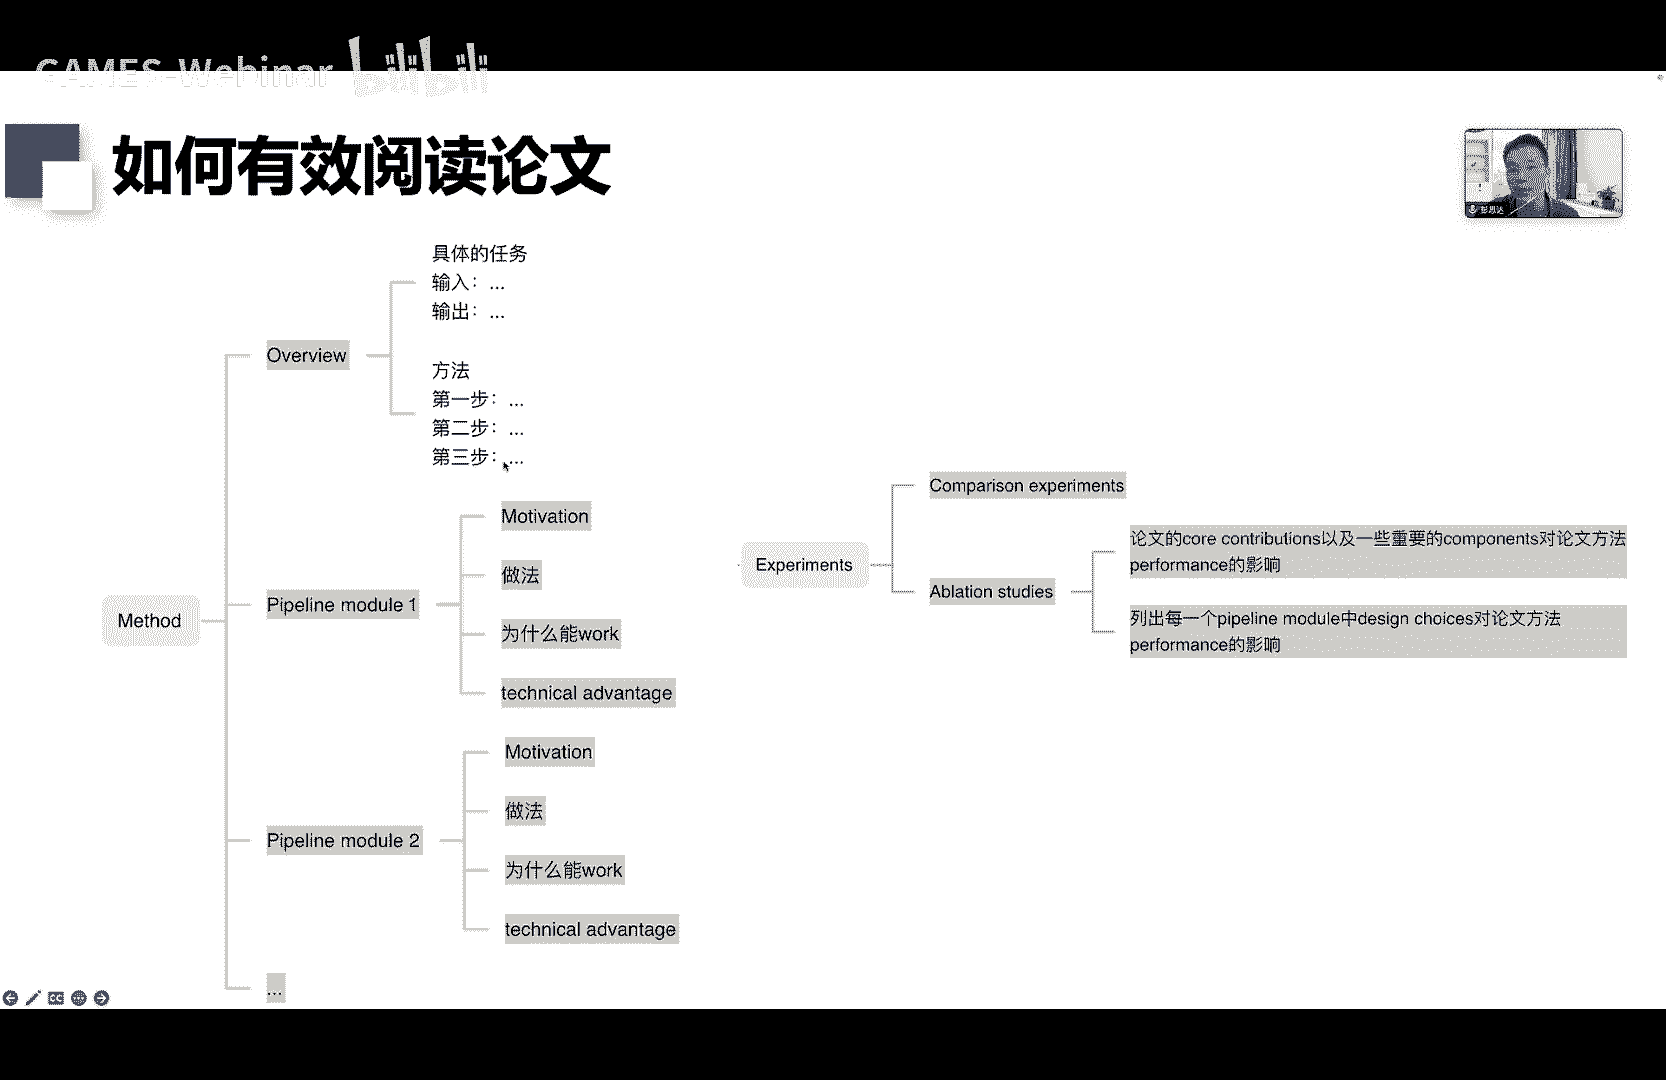 GAMES-Webinar bilibili
如何有效阅读论文
彭思达
具体的任务
输入：...
输出：...
Overview
方法
第一步：...
第二步：...
第三步：...
Method
Pipeline module 1
Motivation
做法
为什么能work
technical advantage
Pipeline module 2
Motivation
做法
为什么能work
technical advantage
...
Experiments
Comparison experiments
Ablation studies
论文的core contributions以及一些重要的components对论文方法
performance的影响
列出每一个pipeline module中design choices对论文方法
performance的影响
CC